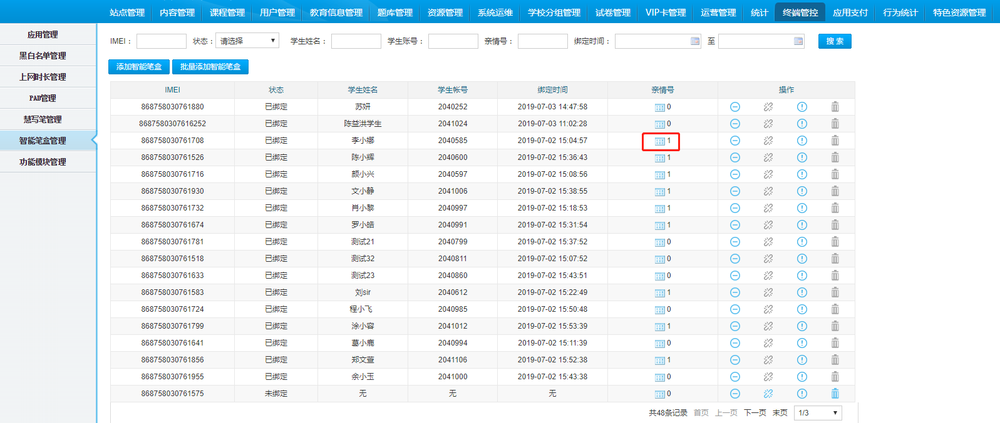 站点管理 内容管理 课程管理 用户管理 教育信息管理 题库管理 资源管理 系统运维 学校分组管理 试卷管理 VIP卡管理 运营管理 统计 终端管控 应用支付 行为统计 特色资源管理
应用管理
黑白名单管理
上网时长管理
PAD管理
慧写笔管理
智能笔盒管理
功能模块管理
IMEI： 状态： 请选择 学生姓名： 学生账号： 亲情号： 绑定时间： 至 搜 索
添加智能笔盒 批量添加智能笔盒
IMEI 状态 学生姓名 学生帐号 绑定时间 亲情号 操作
868758030761880 已绑定 苏妍 2040252 2019-07-03 14:47:58 0
8687580307616252 已绑定 陈益洪学生 2041024 2019-07-03 11:02:28 0
868758030761708 已绑定 李小娜 2040585 2019-07-02 15:04:57 1
868758030761526 已绑定 陈小辉 2040600 2019-07-02 15:36:43 1
868758030761716 已绑定 颜小兴 2040597 2019-07-02 15:08:56 1
868758030761930 已绑定 文小静 2041006 2019-07-02 15:38:55 1
868758030761732 已绑定 肖小黎 2040997 2019-07-02 15:18:53 1
868758030761674 已绑定 罗小皓 2040991 2019-07-02 15:31:54 1
868758030761781 已绑定 测试21 2040799 2019-07-02 15:37:52 0
868758030761518 已绑定 测试32 2040811 2019-07-02 15:07:52 0
868758030761633 已绑定 测试23 2040860 2019-07-02 15:43:51 0
868758030761583 已绑定 刘sir 2040612 2019-07-02 15:22:49 1
868758030761724 已绑定 程小飞 2040985 2019-07-02 15:50:48 0
868758030761799 已绑定 涂小容 2041012 2019-07-02 15:53:39 1
868758030761641 已绑定 葛小鹿 2040994 2019-07-02 15:11:39 0
868758030761856 已绑定 郑文萱 2041106 2019-07-02 15:52:38 1
868758030761955 已绑定 余小玉 2041000 2019-07-02 15:43:38 0
868758030761575 未绑定 无 无 无 0
共48条记录 首页 上一页 下一页 末页 1/3